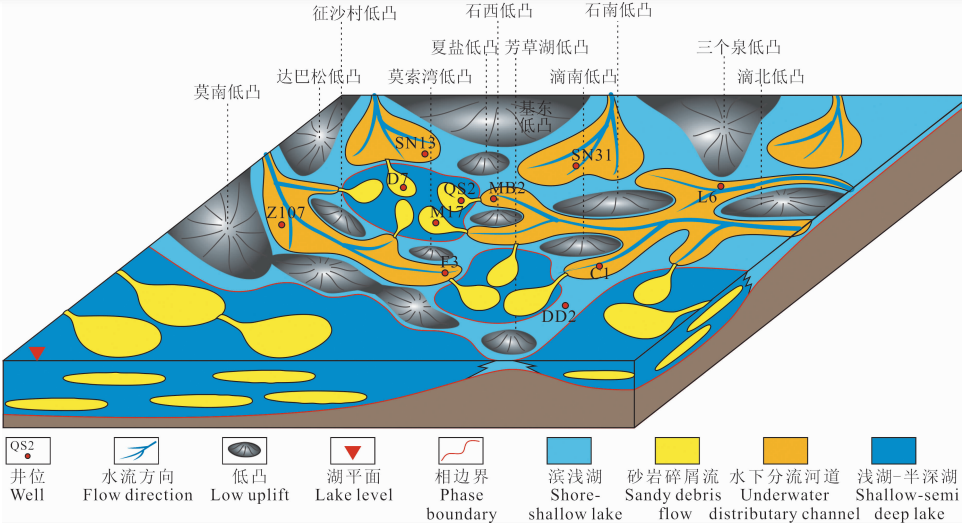 征沙村低凸
石西低凸
石南低凸
夏盐低凸
芳草湖低凸
三个泉低凸
莫南低凸
达巴松低凸
莫索湾低凸
滴南低凸
滴北低凸
基东
低凸
SN13
SN31
D7
QS2
MB2
L6
Z107
M17
F3
C1
DD2
QS2
井位
Well
水流方向
Flow direction
低凸
Low uplift
湖平面
Lake level
相边界
Phase
boundary
滨浅湖
Shore-
shallow lake
砂岩碎屑流
Sandy debris
flow
水下分流河道
Underwater
distributary channel
浅湖-半深湖
Shallow-semi
deep lake